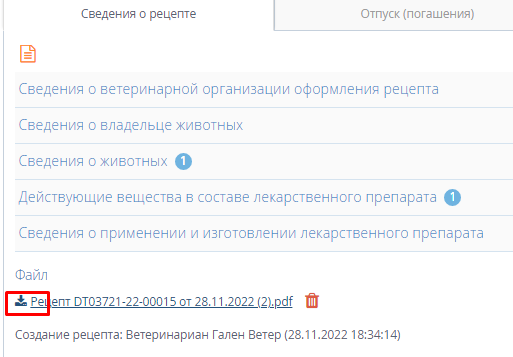 Сведения о рецепте
Отпуск (погашения)
Сведения о ветеринарной организации оформления рецепта
Сведения о владельце животных
Сведения о животных 1
Действующие вещества в составе лекарственного препарата 1
Сведения о применении и изготовлении лекарственного препарата
Файл
Рецепт DT03721-22-00015 от 28.11.2022 (2).pdf
Создание рецепта: Ветеринариан Гален Ветер (28.11.2022 18:34:14)